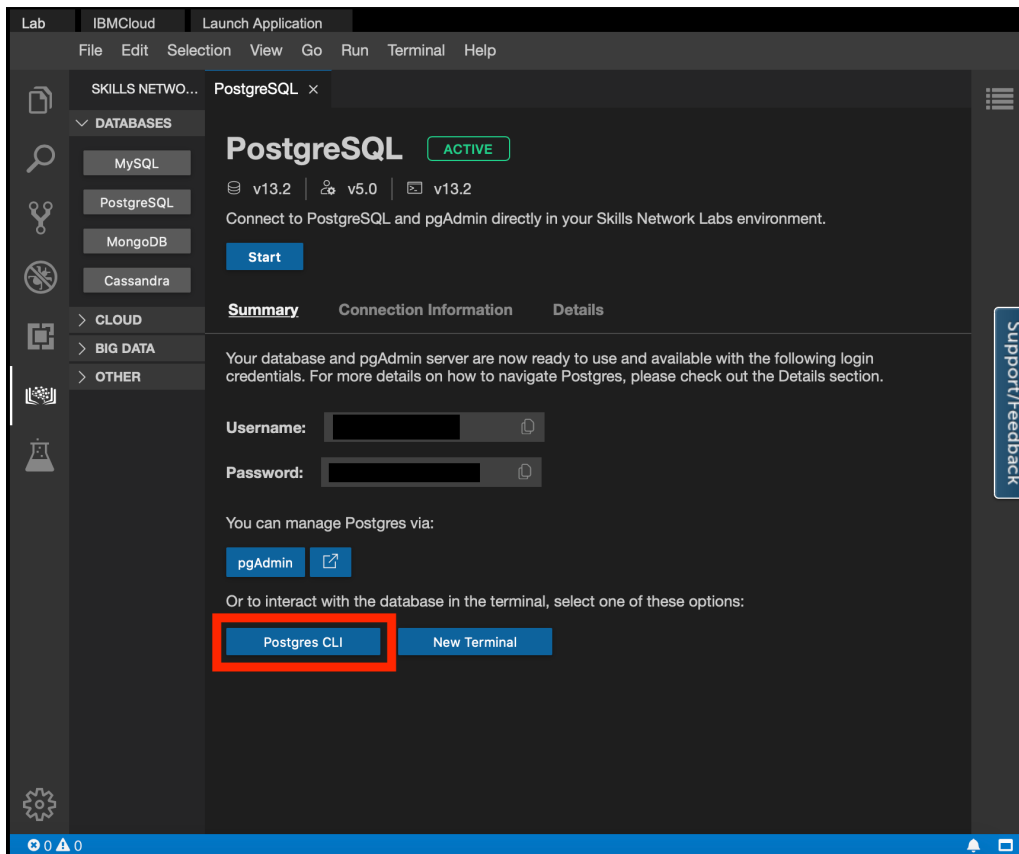 Lab IBMCloud Launch Application
File Edit Selection View Go Run Terminal Help
SKILLS NETWO... PostgreSQL ×
DATABASES
MySQL
PostgreSQL
MongoDB
Cassandra
CLOUD
BIG DATA
OTHER
PostgreSQL ACTIVE
v13.2 v5.0 v13.2
Connect to PostgreSQL and pgAdmin directly in your Skills Network Labs environment.
Start
Summary Connection Information Details
Your database and pgAdmin server are now ready to use and available with the following login
credentials. For more details on how to navigate Postgres, please check out the Details section.
Username:
Password:
You can manage Postgres via:
pgAdmin
Or to interact with the database in the terminal, select one of these options:
Postgres CLI New Terminal
Support/Feedback
0 0